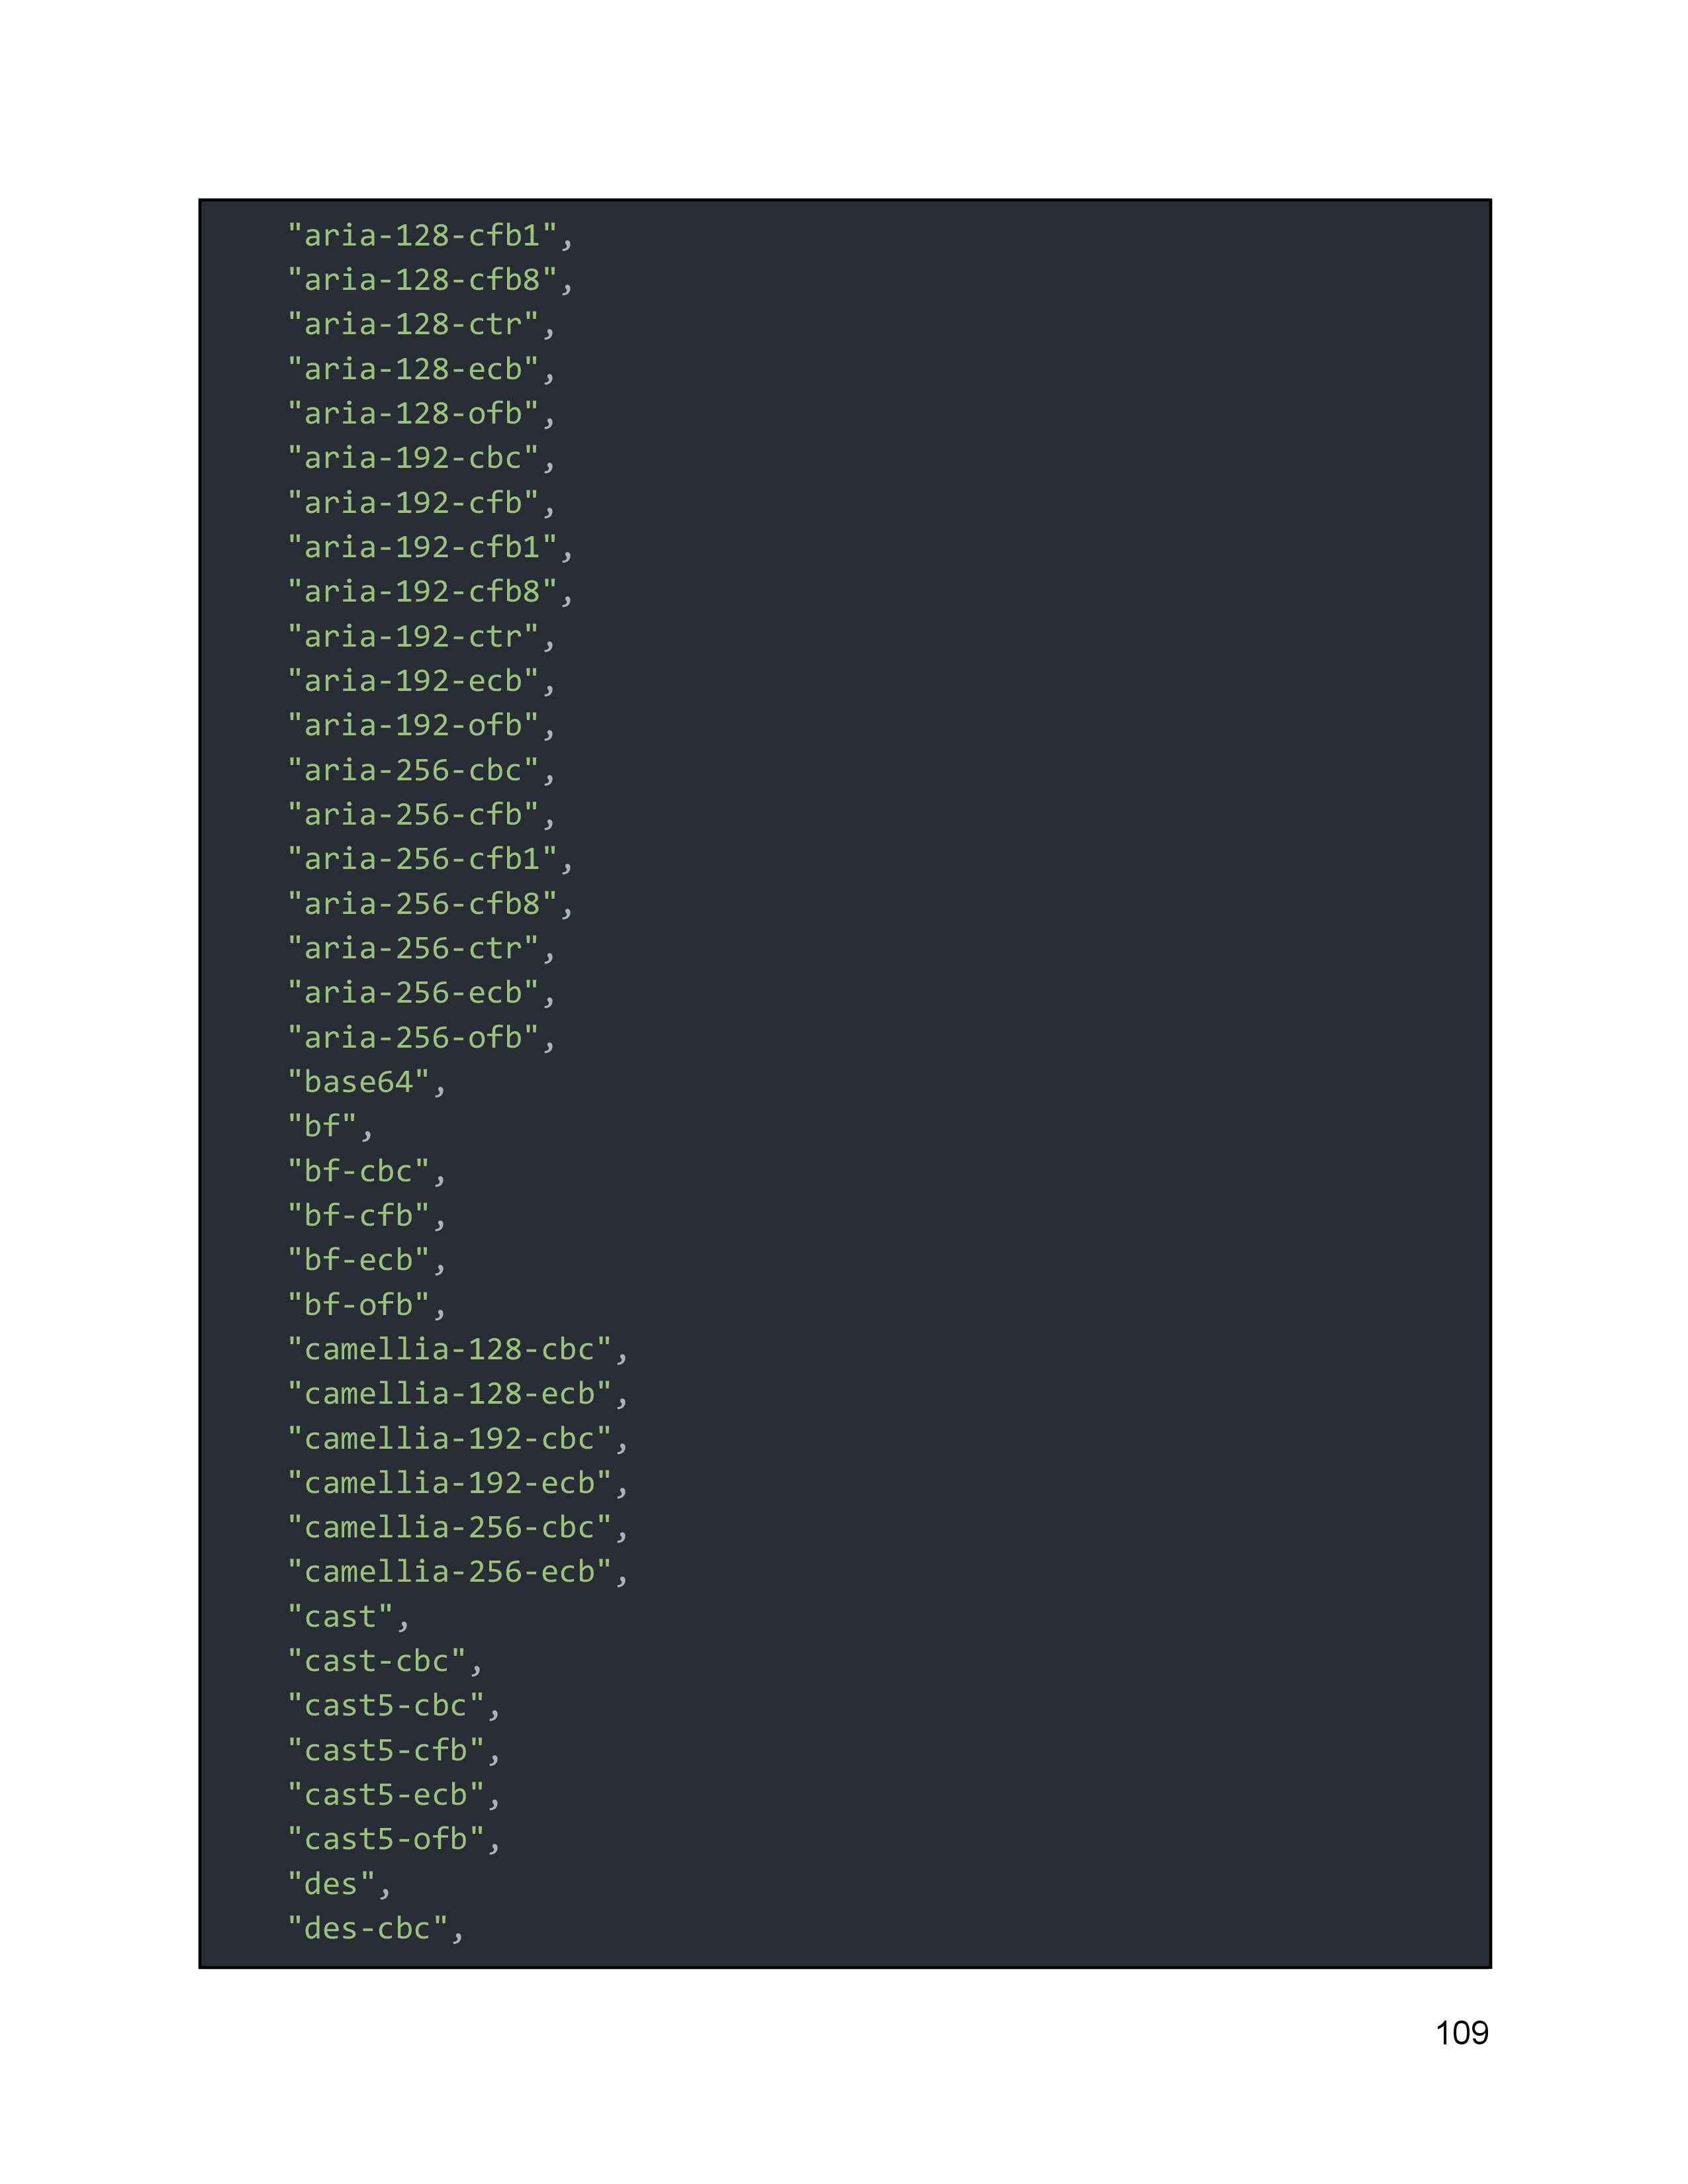 "aria-128-cfb1",
"aria-128-cfb8",
"aria-128-ctr",
"aria-128-ecb",
"aria-128-ofb",
"aria-192-cbc",
"aria-192-cfb",
"aria-192-cfb1",
"aria-192-cfb8",
"aria-192-ctr",
"aria-192-ecb",
"aria-192-ofb",
"aria-256-cbc",
"aria-256-cfb",
"aria-256-cfb1",
"aria-256-cfb8",
"aria-256-ctr",
"aria-256-ecb",
"aria-256-ofb",
"base64",
"bf",
"bf-cbc",
"bf-cfb",
"bf-ecb",
"bf-ofb",
"camellia-128-cbc",
"camellia-128-ecb",
"camellia-192-cbc",
"camellia-192-ecb",
"camellia-256-cbc",
"camellia-256-ecb",
"cast",
"cast-cbc",
"cast5-cbc",
"cast5-cfb",
"cast5-ecb",
"cast5-ofb",
"des",
"des-cbc",
109